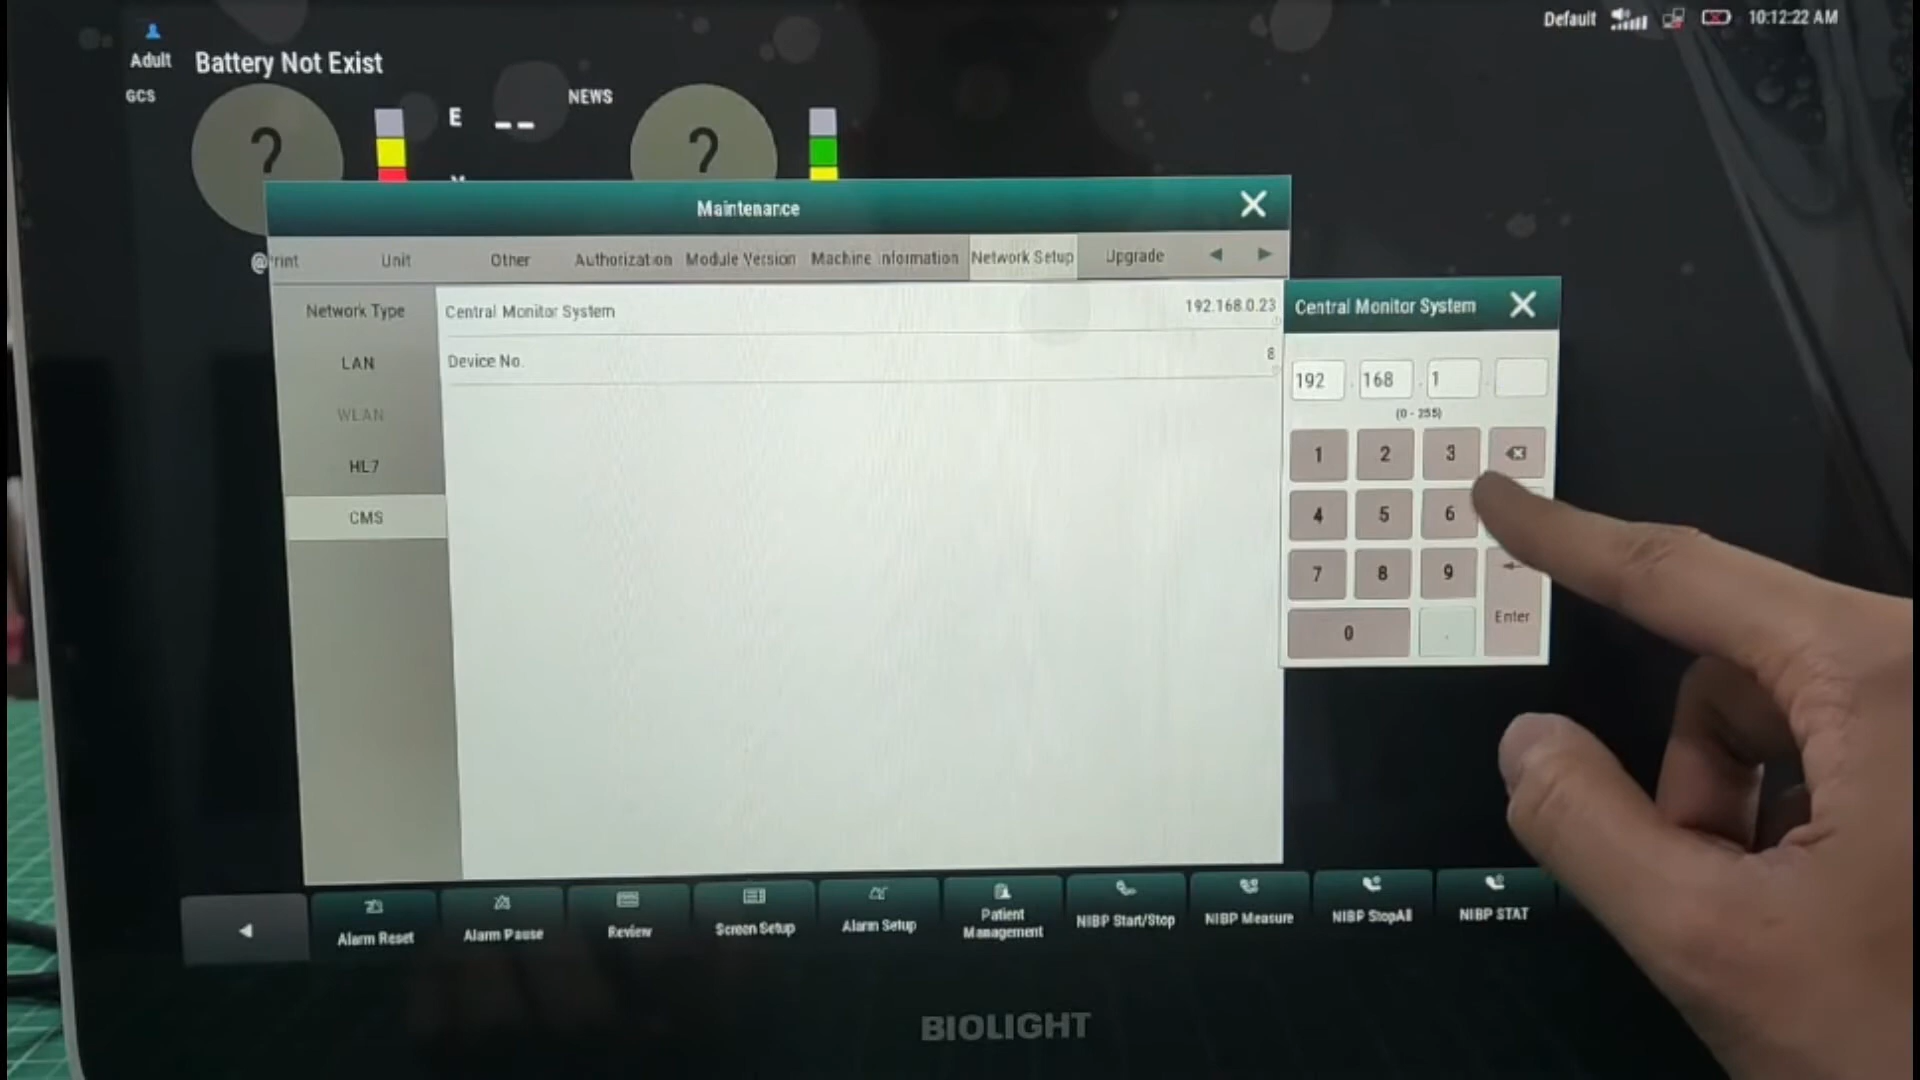 Default 10:12:22 AM
Adult Battery Not Exist
GCS
NEWS
?
E --
?
Maintenance
@rint Unit Other Authorization Module Version Machine Information Network Setup Upgrade
Network Type
LAN
WLAN
HL7
CMS
Central Monitor System 192.168.0.23
Device No. 8
Central Monitor System
192 . 168 . 1 .
(0 - 255)
1 2 3
4 5 6
7 8 9
0 . Enter
Alarm Reset
Alarm Pause
Review
Screen Setup
Alarm Setup
Patient
Management
NIBP Start/Stop
NIBP Measure
NIBP StopAll
NIBP STAT
BIOLIGHT